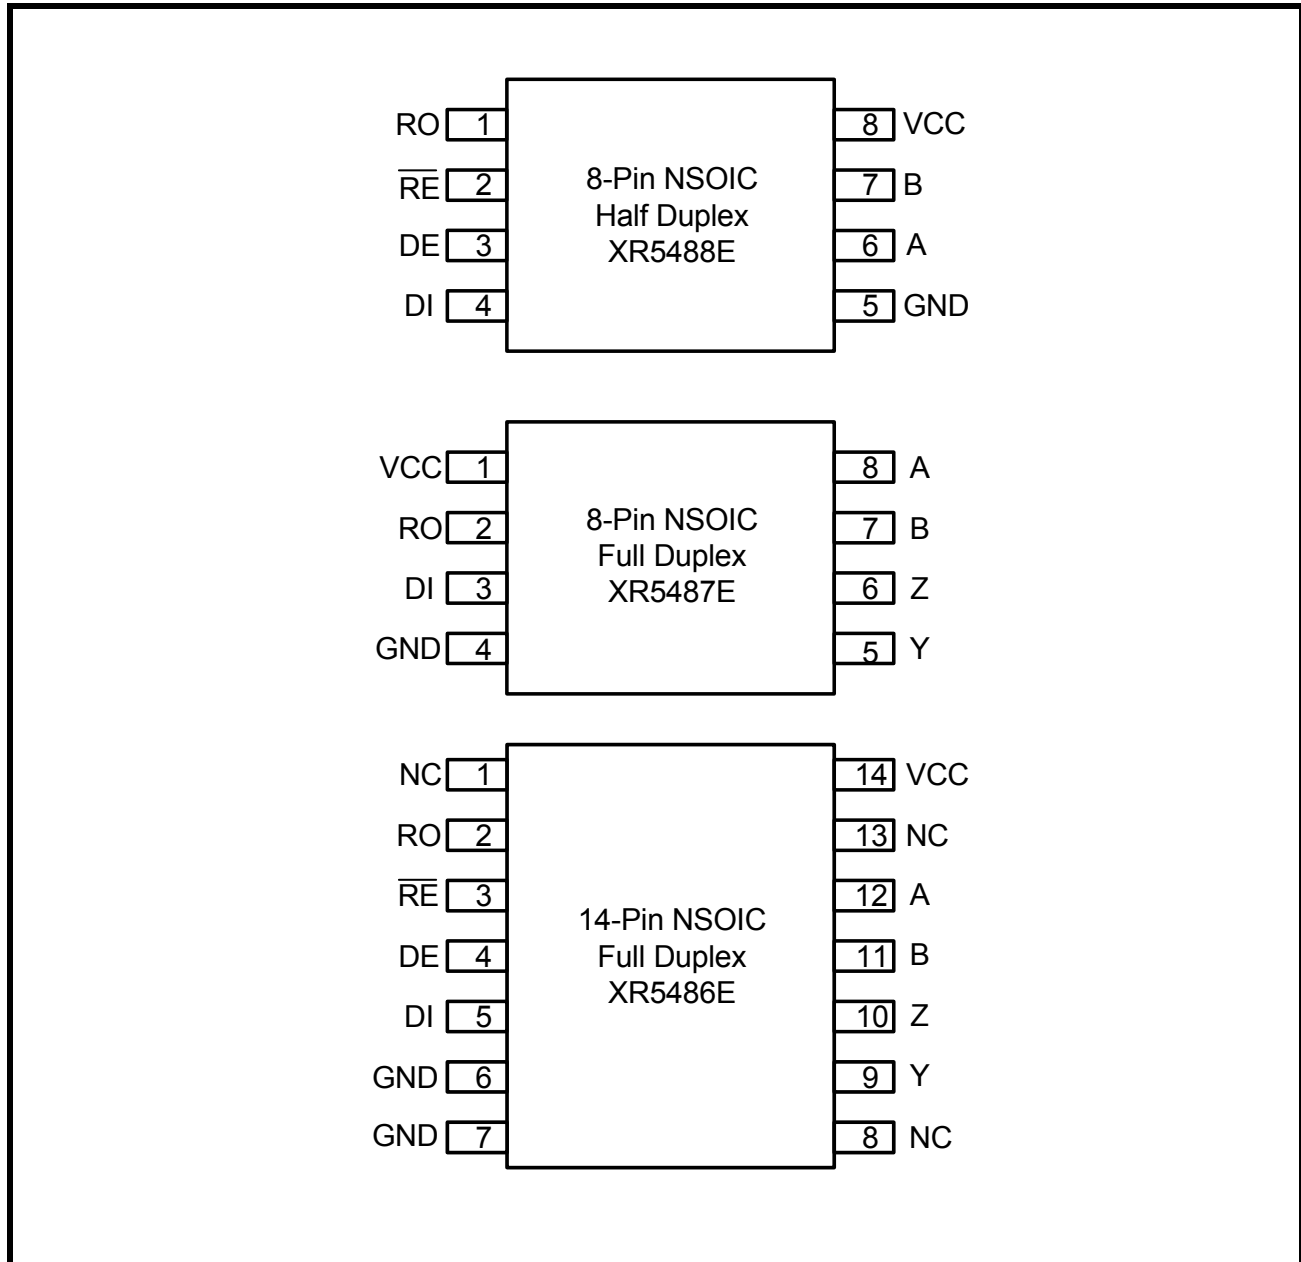 RO 1 8 VCC
R̅E̅ 2 7 B
DE 3 6 A
DI 4 5 GND
8-Pin NSOIC
Half Duplex
XR5488E
VCC 1 8 A
RO 2 7 B
DI 3 6 Z
GND 4 5 Y
8-Pin NSOIC
Full Duplex
XR5487E
NC 1 14 VCC
RO 2 13 NC
R̅E̅ 3 12 A
DE 4 11 B
DI 5 10 Z
GND 6 9 Y
GND 7 8 NC
14-Pin NSOIC
Full Duplex
XR5486E